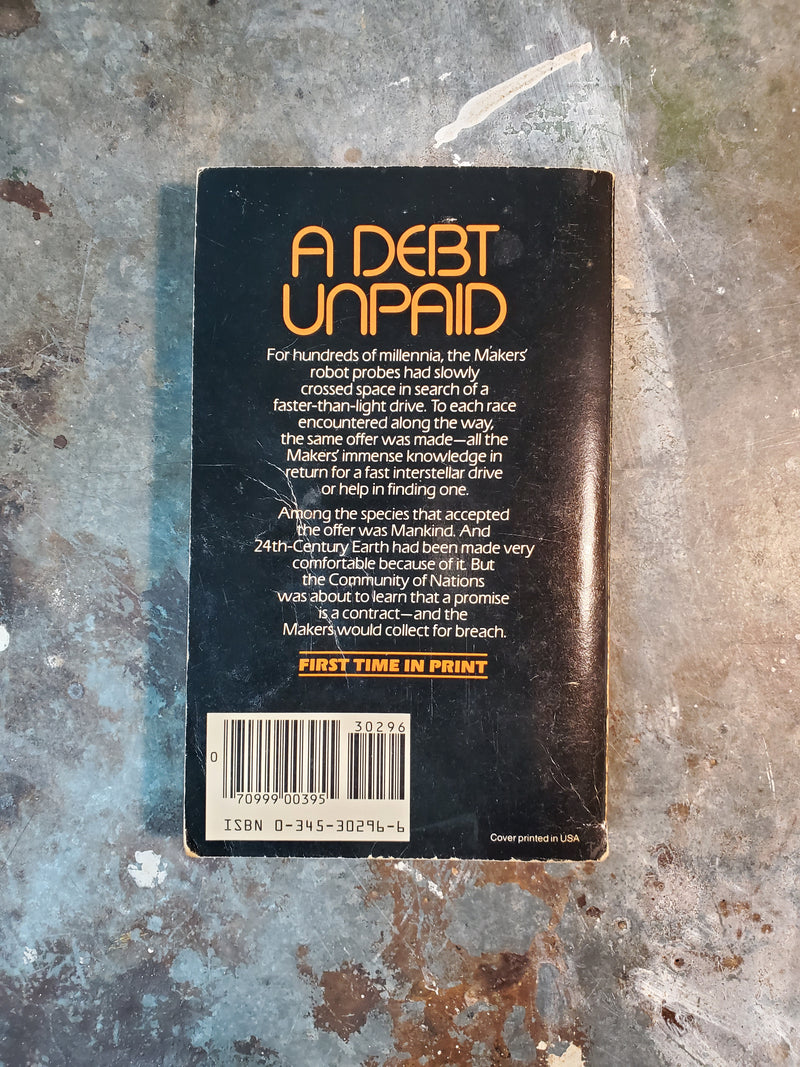 A DEBT
UNPAID
For hundreds of millennia, the Makers'
robot probes had slowly
crossed space in search of a
faster-than-light drive. To each race
encountered along the way,
the same offer was made—all the
Makers' immense knowledge in
return for a fast interstellar drive
or help in finding one.
Among the species that accepted
the offer was Mankind. And
24th-Century Earth had been made very
comfortable because of it. But
the Community of Nations
was about to learn that a promise
is a contract—and the
Makers would collect for breach.
FIRST TIME IN PRINT
30296
0
70999 00395
ISBN 0-345-30296-6
Cover printed in USA